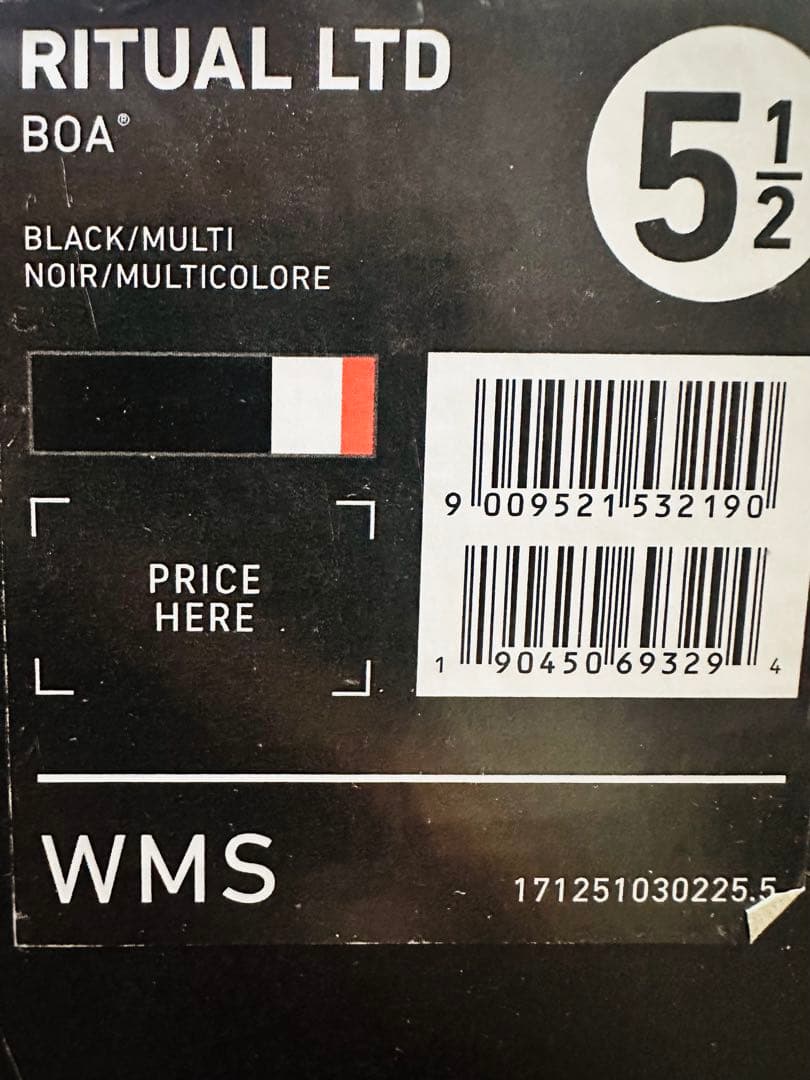 RITUAL LTD
BOA®
5 1/2
BLACK/MULTI
NOIR/MULTICOLORE
9 009521 532190
PRICE
HERE
1 90450 69329 4
WMS
171251030225.5